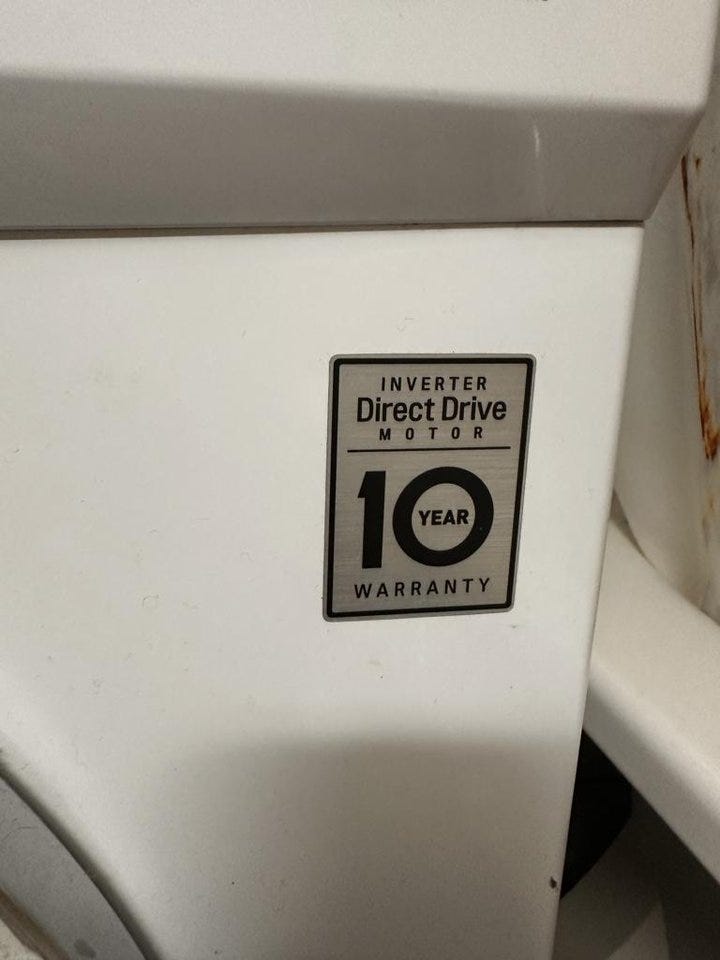 INVERTER
Direct Drive
MOTOR
10
YEAR
WARRANTY